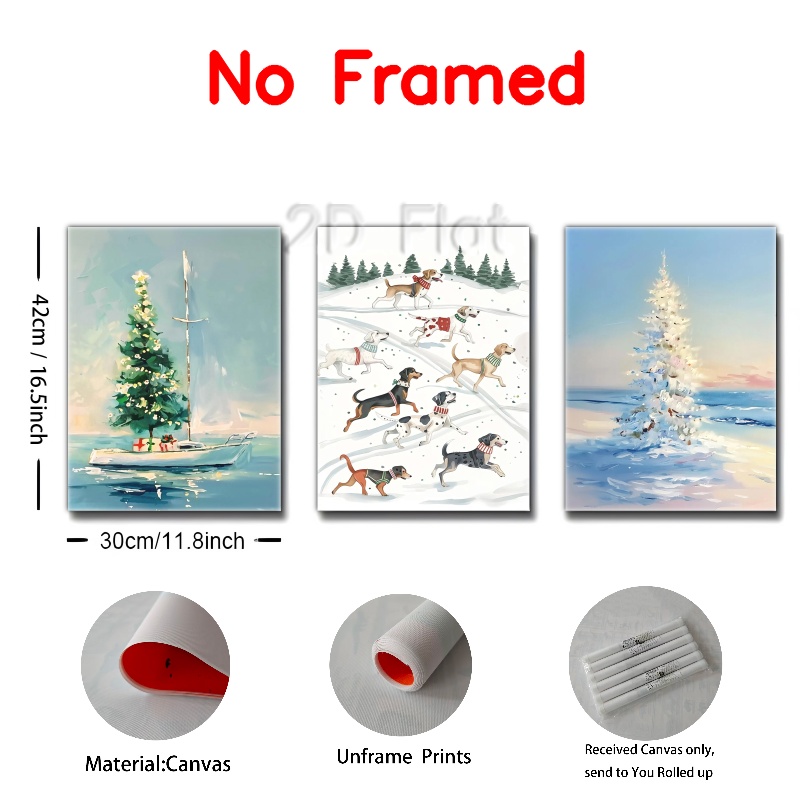 No Framed
2D Flat
42cm / 16.5inch
30cm/11.8inch
Material:Canvas
Unframe Prints
Received Canvas only,
send to You Rolled up